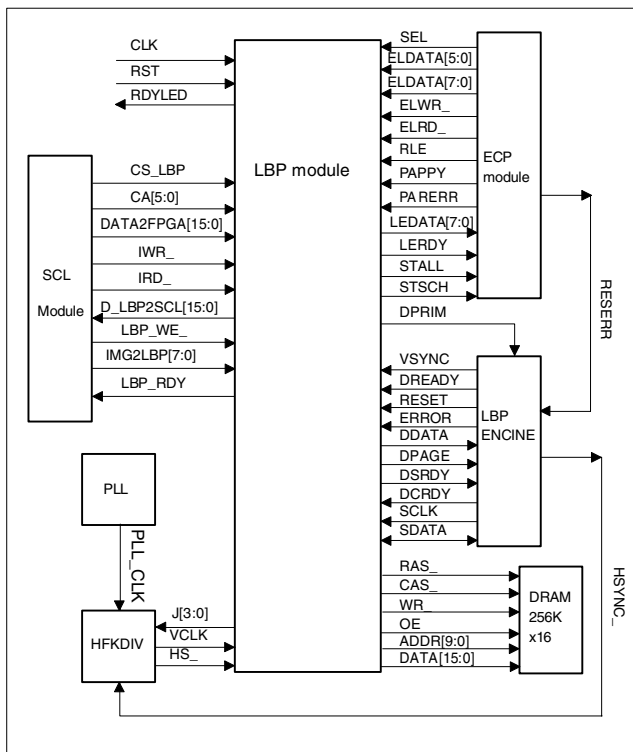 CLK
RST
RDYLED
SCL
Module
CS_LBP
CA[5:0]
DATA2FPGA[15:0]
IWR_
IRD_
D_LBP2SCL[15:0]
LBP_WE_
IMG2LBP[7:0]
LBP_RDY
PLL
PLL_CLK
HFKDIV
J[3:0]
VCLK
HS_
LBP module
SEL
ELDATA[5:0]
ELDATA[7:0]
ELWR_
ELRD_
RLE
PAPPY
PARERR
LEDATA[7:0]
LERDY
STALL
STSCH
ECP
module
RESERR
DPRIM
VSYNC
DREADY
RESET
ERROR
DDATA
DPAGE
DSRDY
DCRDY
SCLK
SDATA
LBP
ENCINE
HSYNC_
RAS_
CAS_
WR_
OE
ADDR[9:0]
DATA[15:0]
DRAM
256K
x16